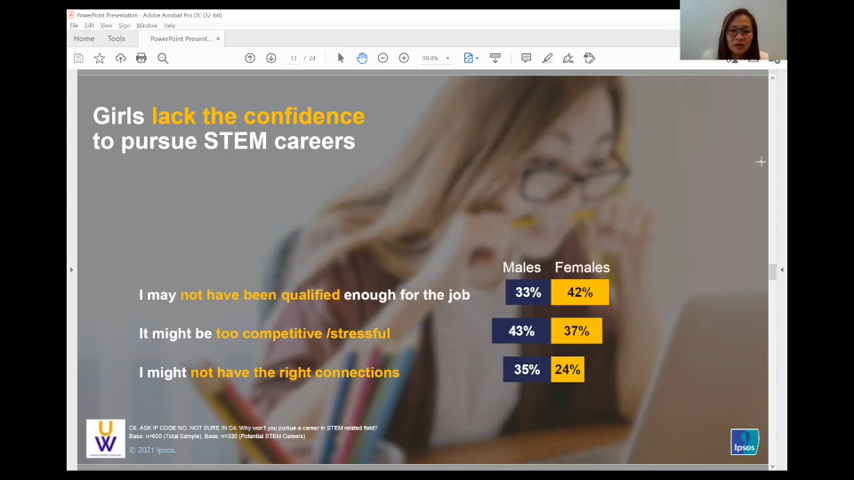 PowerPoint Presentation - Adobe Acrobat Pro DC (32-bit)
File Edit View Sign Window Help
Home Tools PowerPoint Present... ×
13 / 24
Girls lack the confidence
to pursue STEM careers
Males Females
I may not have been qualified enough for the job 33% 42%
It might be too competitive /stressful 43% 37%
I might not have the right connections 35% 24%
C6. ASK IF CODE NO, NOT SURE IN C4: Why won't you pursue a career in STEM related field?
Base: n=600 (Total Sample), Base: n=330 (Potential STEM Careers)
© 2021 Ipsos.
U
W
Ipsos